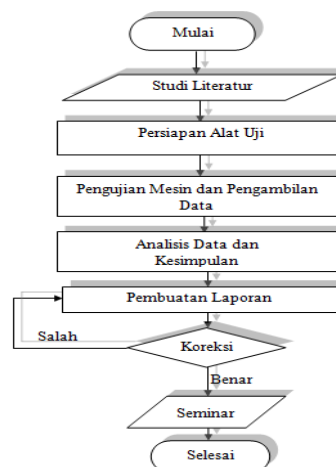 Mulai
Studi Literatur
Persiapan Alat Uji
Pengujian Mesin dan Pengambilan
Data
Analisis Data dan
Kesimpulan
Pembuatan Laporan
Salah
Koreksi
Benar
Seminar
Selesai